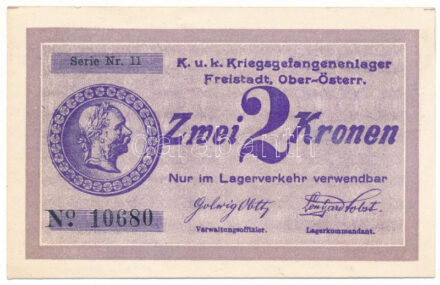 Serie Nr. 11
K. u. k. Kriegsgefangenenlager
Freistadt, Ober-Österr.
Zwei 2 Kronen
Nur im Lagerverkehr verwendbar
Verwaltungsoffizier.
Lagerkommandant.
No. 10680